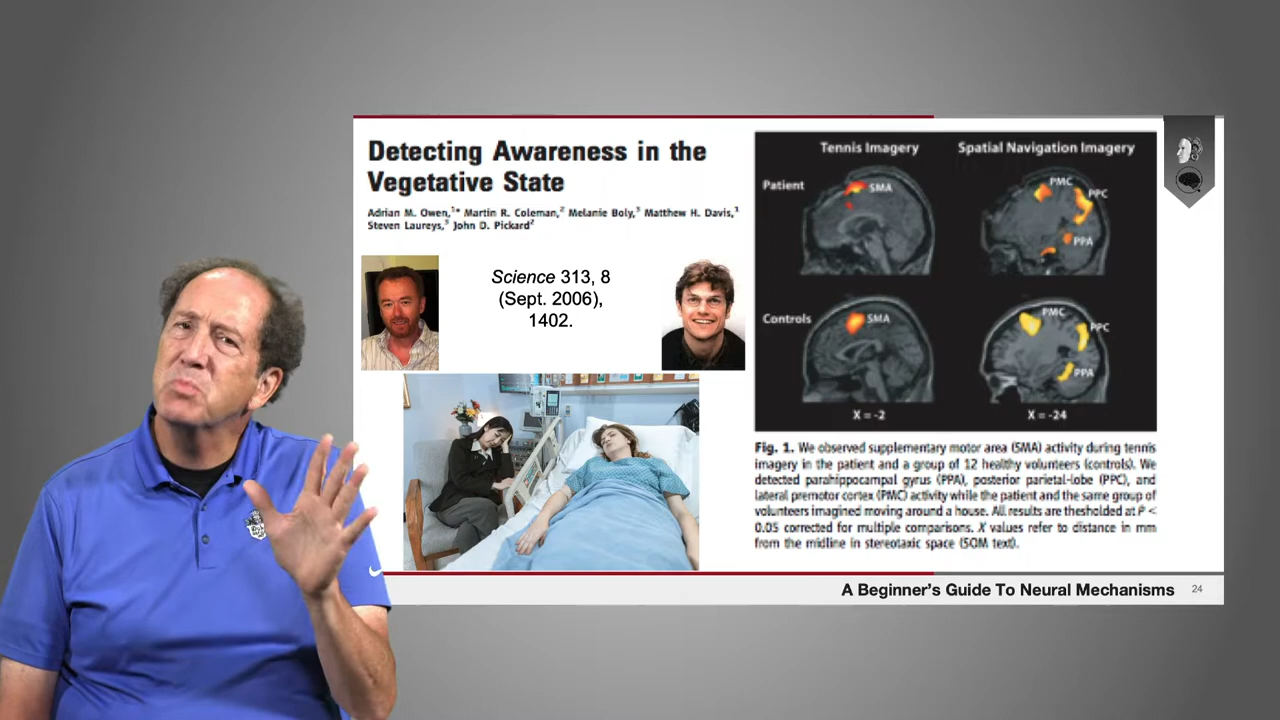 Detecting Awareness in the
Vegetative State
Adrian M. Owen,¹* Martin R. Coleman,² Melanie Boly,³ Matthew H. Davis,¹
Steven Laureys,³ John D. Pickard²
Science 313, 8
(Sept. 2006),
1402.
Tennis Imagery
Spatial Navigation Imagery
Patient
SMA
PMC
PPC
PPA
Controls
SMA
PMC
PPC
PPA
X = -2
X = -24
Fig. 1. We observed supplementary motor area (SMA) activity during tennis
imagery in the patient and a group of 12 healthy volunteers (controls). We
detected parahippocampal gyrus (PPA), posterior parietal-lobe (PPC), and
lateral premotor cortex (PMC) activity while the patient and the same group of
volunteers imagined moving around a house. All results are thesholded at P <
0.05 corrected for multiple comparisons. X values refer to distance in mm
from the midline in stereotaxic space (SOM text).
A Beginner's Guide To Neural Mechanisms
24